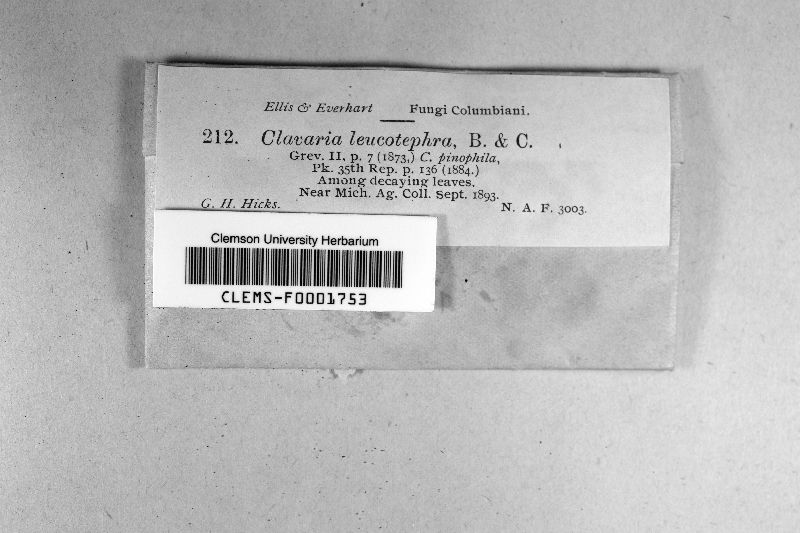 Ellis & Everhart Fungi Columbiani.
212. Clavaria leucotephra, B. & C.
Grev. II, p. 7 (1873,) C. pinophila,
Pk. 35th Rep. p. 136 (1884.)
Among decaying leaves.
Near Mich. Ag. Coll. Sept. 1893.
G. H. Hicks. N. A. F. 3003.
Clemson University Herbarium
CLEMS-F0001753